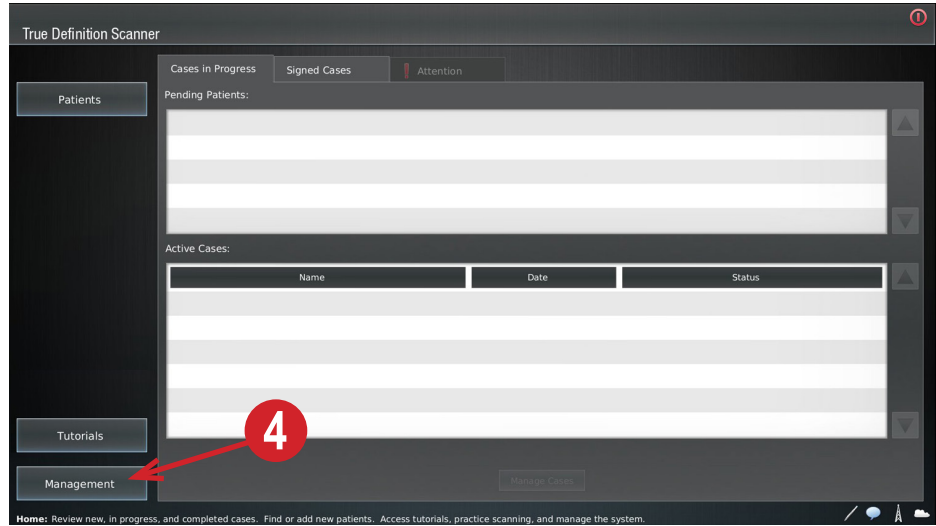 True Definition Scanner
Cases in Progress
Signed Cases
Attention
Patients
Pending Patients:
Active Cases:
Name
Date
Status
Tutorials
4
Management
Manage Cases
Home: Review new, in progress, and completed cases. Find or add new patients. Access tutorials, practice scanning, and manage the system.